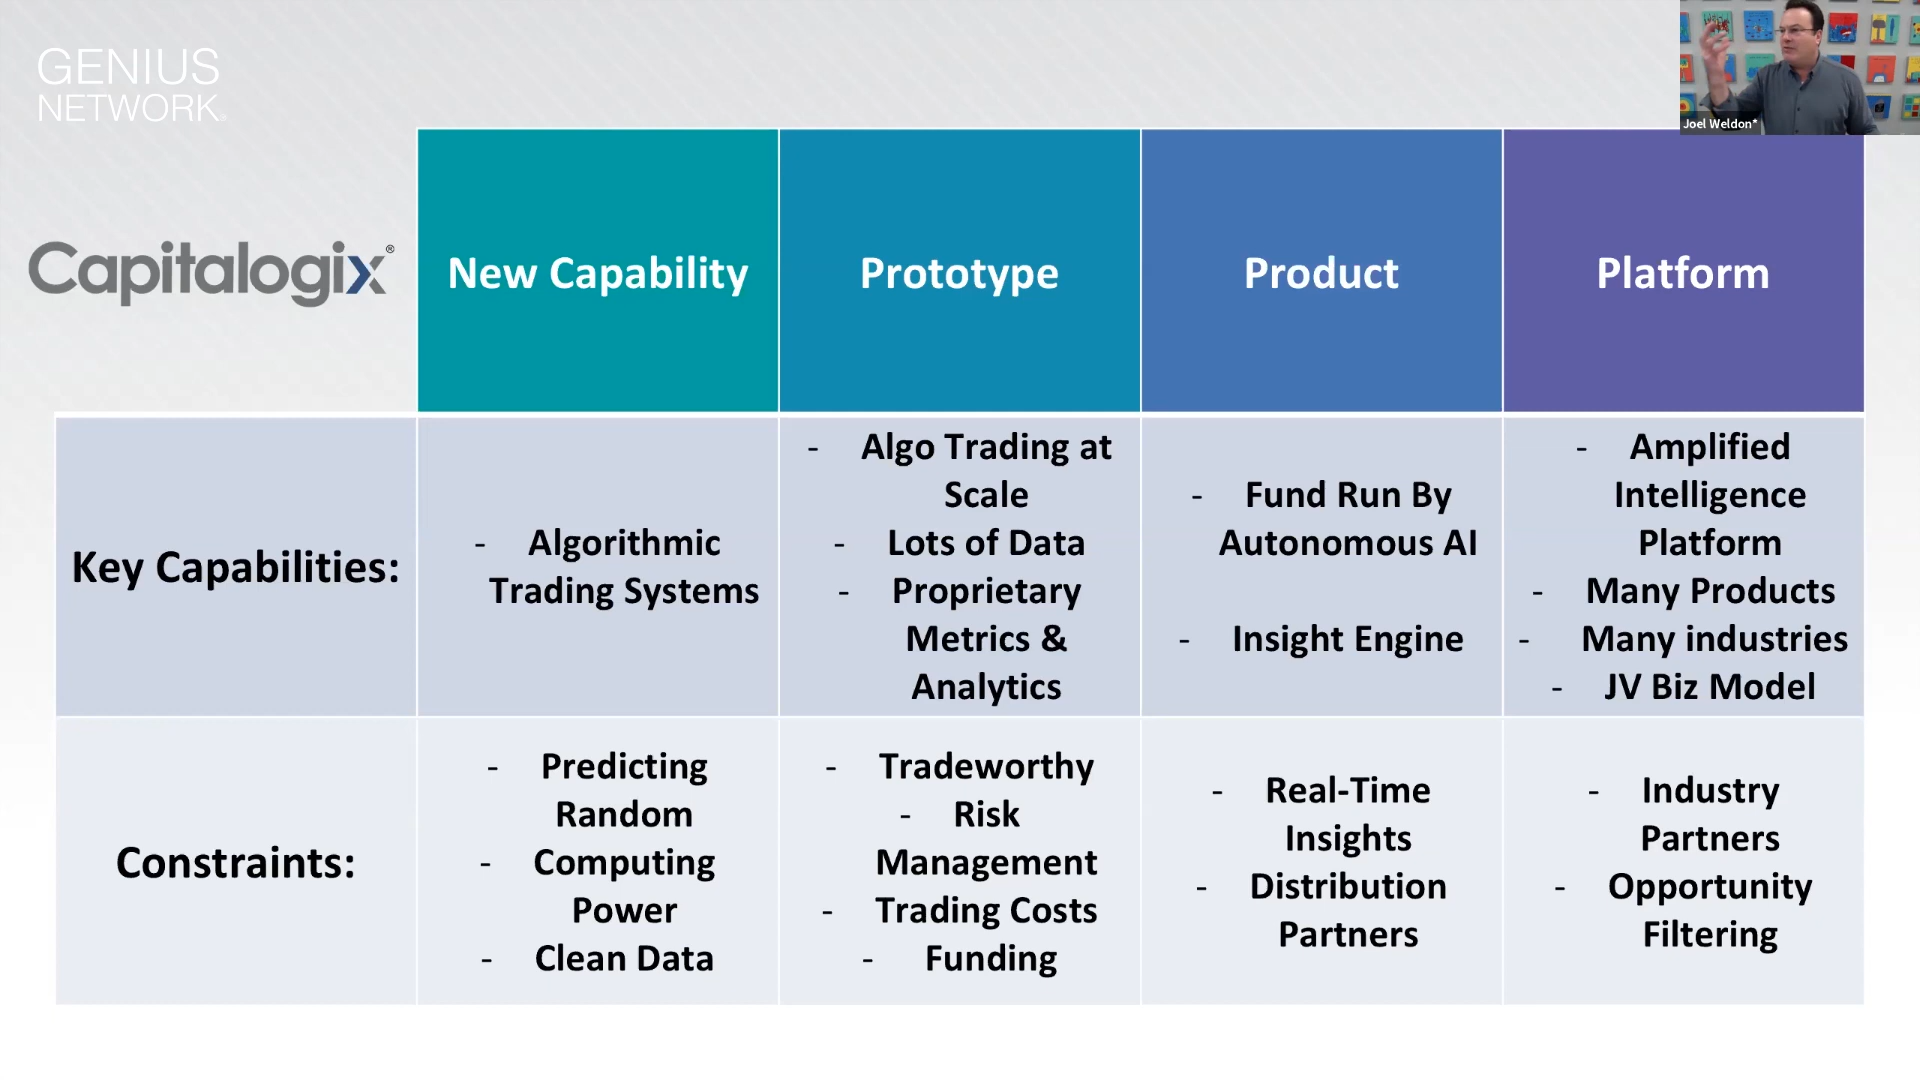 GENIUS
NETWORK®
Joel Weldon*
Capitalogix®
New Capability
Prototype
Product
Platform
Key Capabilities:
- Algorithmic
Trading Systems
- Algo Trading at
Scale
- Lots of Data
- Proprietary
Metrics &
Analytics
- Fund Run By
Autonomous AI
- Insight Engine
- Amplified
Intelligence
Platform
- Many Products
- Many industries
- JV Biz Model
Constraints:
- Predicting
Random
- Computing
Power
- Clean Data
- Tradeworthy
- Risk
Management
- Trading Costs
- Funding
- Real-Time
Insights
- Distribution
Partners
- Industry
Partners
- Opportunity
Filtering